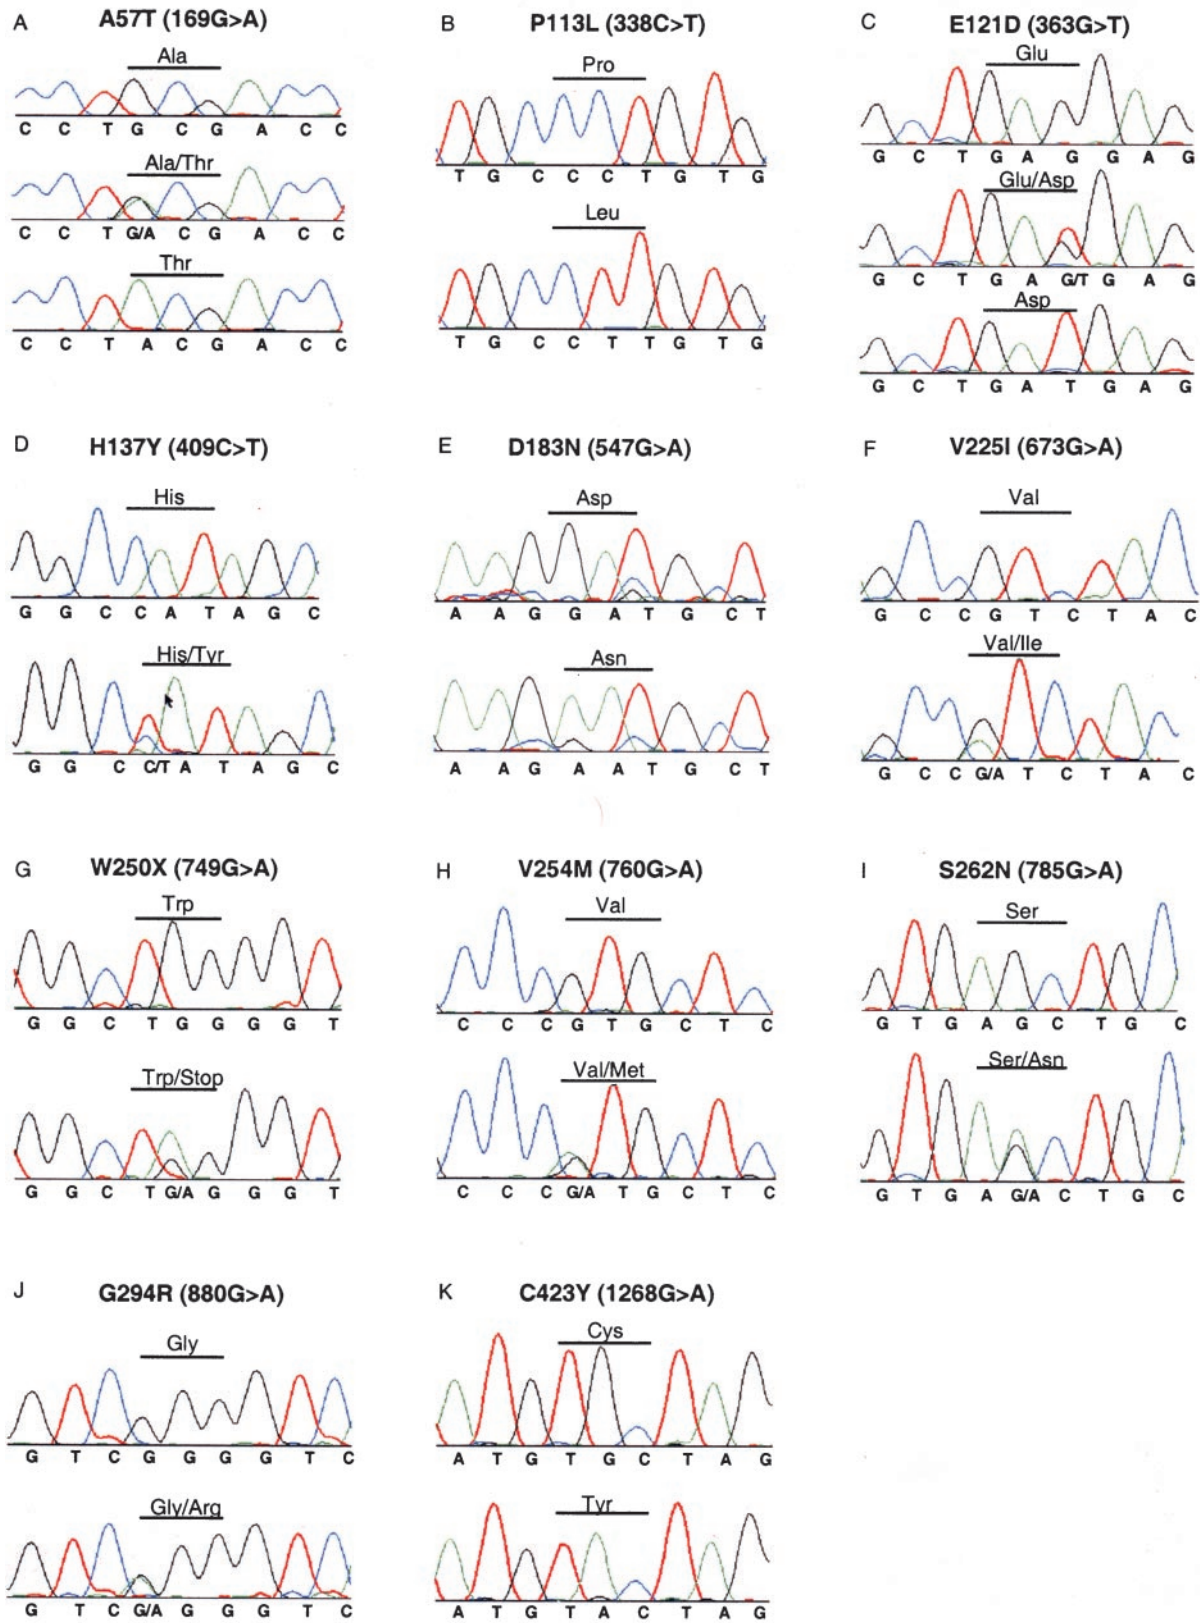 A
A57T (169G>A)
Ala
C C T G C G A C C
Ala/Thr
C C T G/A C G A C C
Thr
C C T A C G A C C
B
P113L (338C>T)
Pro
T G C C C T G T G
Leu
T G C C T T G T G
C
E121D (363G>T)
Glu
G C T G A G G A G
Glu/Asp
G C T G A G/T G A G
Asp
G C T G A T G A G
D
H137Y (409C>T)
His
G G C C A T A G C
His/Tyr
G G C C/T A T A G C
E
D183N (547G>A)
Asp
A A G G A T G C T
Asn
A A G A A T G C T
F
V225I (673G>A)
Val
G C C G T C T A C
Val/Ile
G C C G/A T C T A C
G
W250X (749G>A)
Trp
G G C T G G G G T
Trp/Stop
G G C T G/A G G G T
H
V254M (760G>A)
Val
C C C G T G C T C
Val/Met
C C C G/A T G C T C
I
S262N (785G>A)
Ser
G T G A G C T G C
Ser/Asn
G T G A G/A C T G C
J
G294R (880G>A)
Gly
G T C G G G G T C
Gly/Arg
G T C G/A G G G T C
K
C423Y (1268G>A)
Cys
A T G T G C T A G
Tyr
A T G T A C T A G